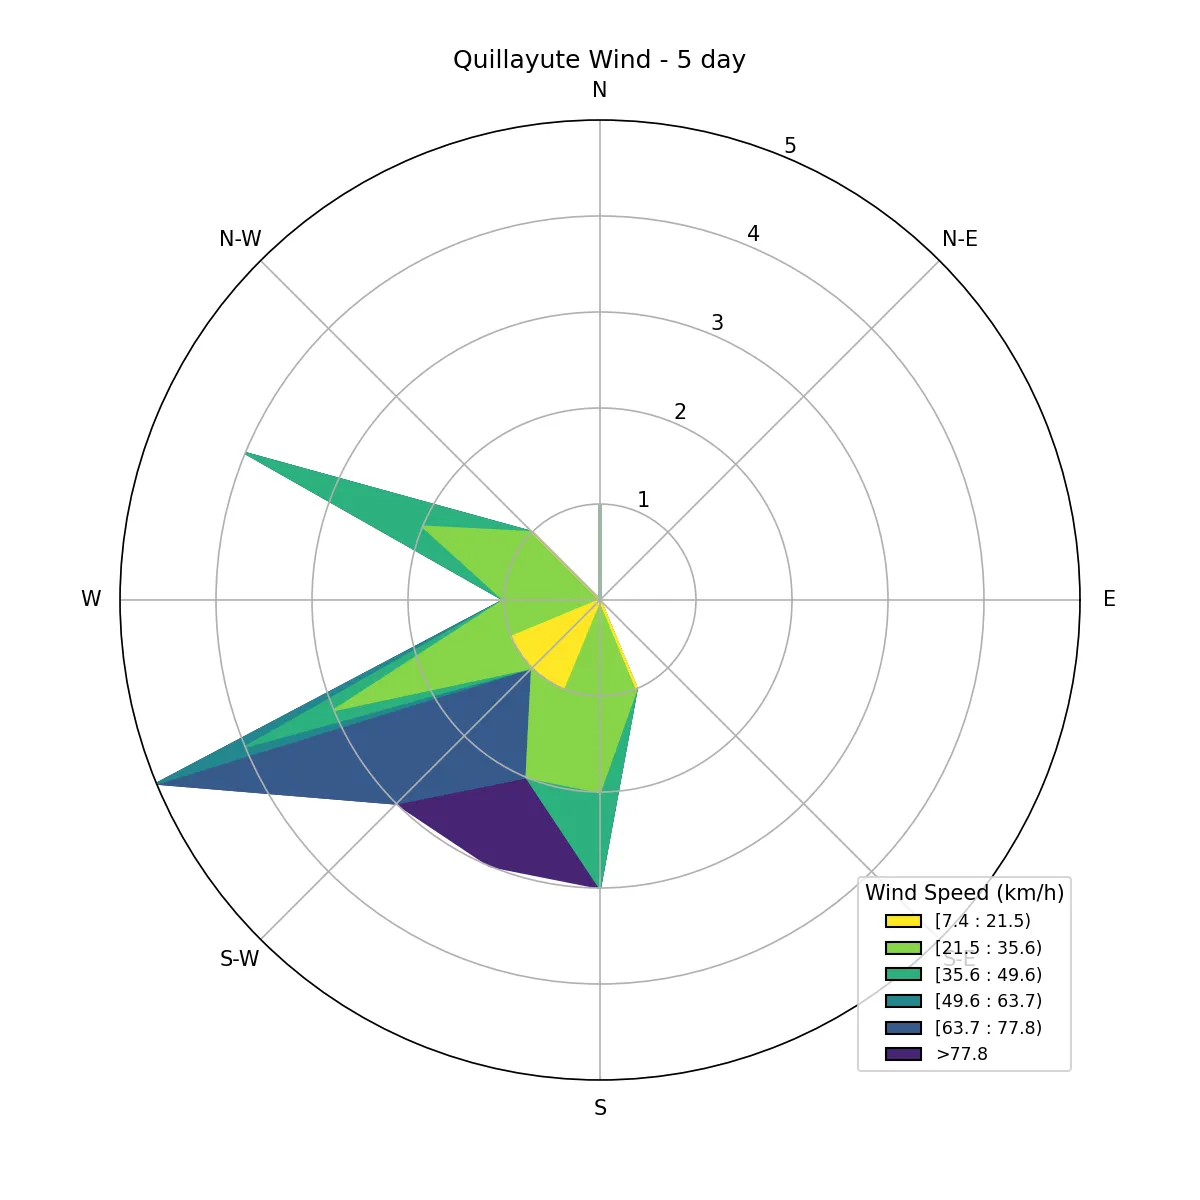 Quillayute Wind - 5 day
N
5
N-W
N-E
4
3
2
1
W
E
S-W
S-E
S
Wind Speed (km/h)
[7.4 : 21.5)
[21.5 : 35.6)
[35.6 : 49.6)
[49.6 : 63.7)
[63.7 : 77.8)
>77.8